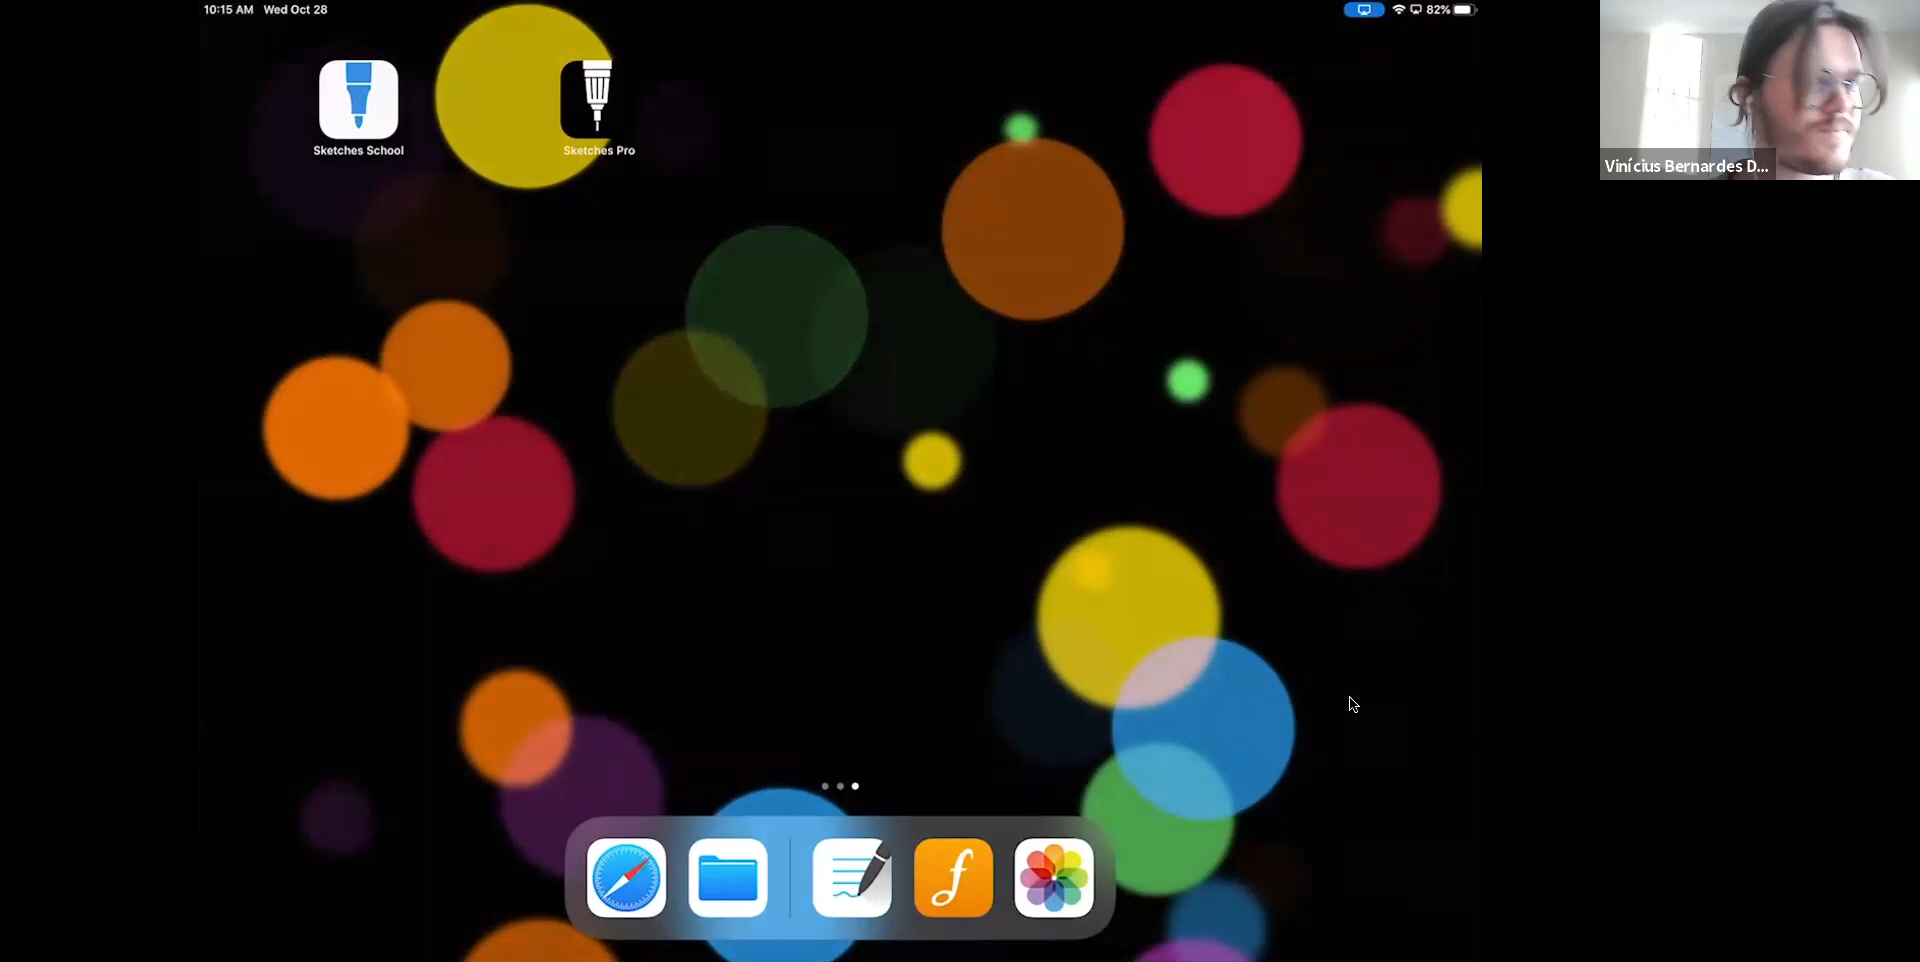 10:15 AM Wed Oct 28
82%
Sketches School
Sketches Pro
Vinícius Bernardes D...